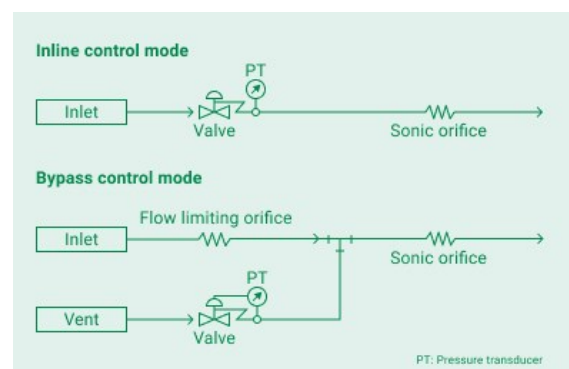 Inline control mode
PT
Inlet
Valve
Sonic orifice
Bypass control mode
Flow limiting orifice
Inlet
Sonic orifice
PT
Vent
Valve
PT: Pressure transducer